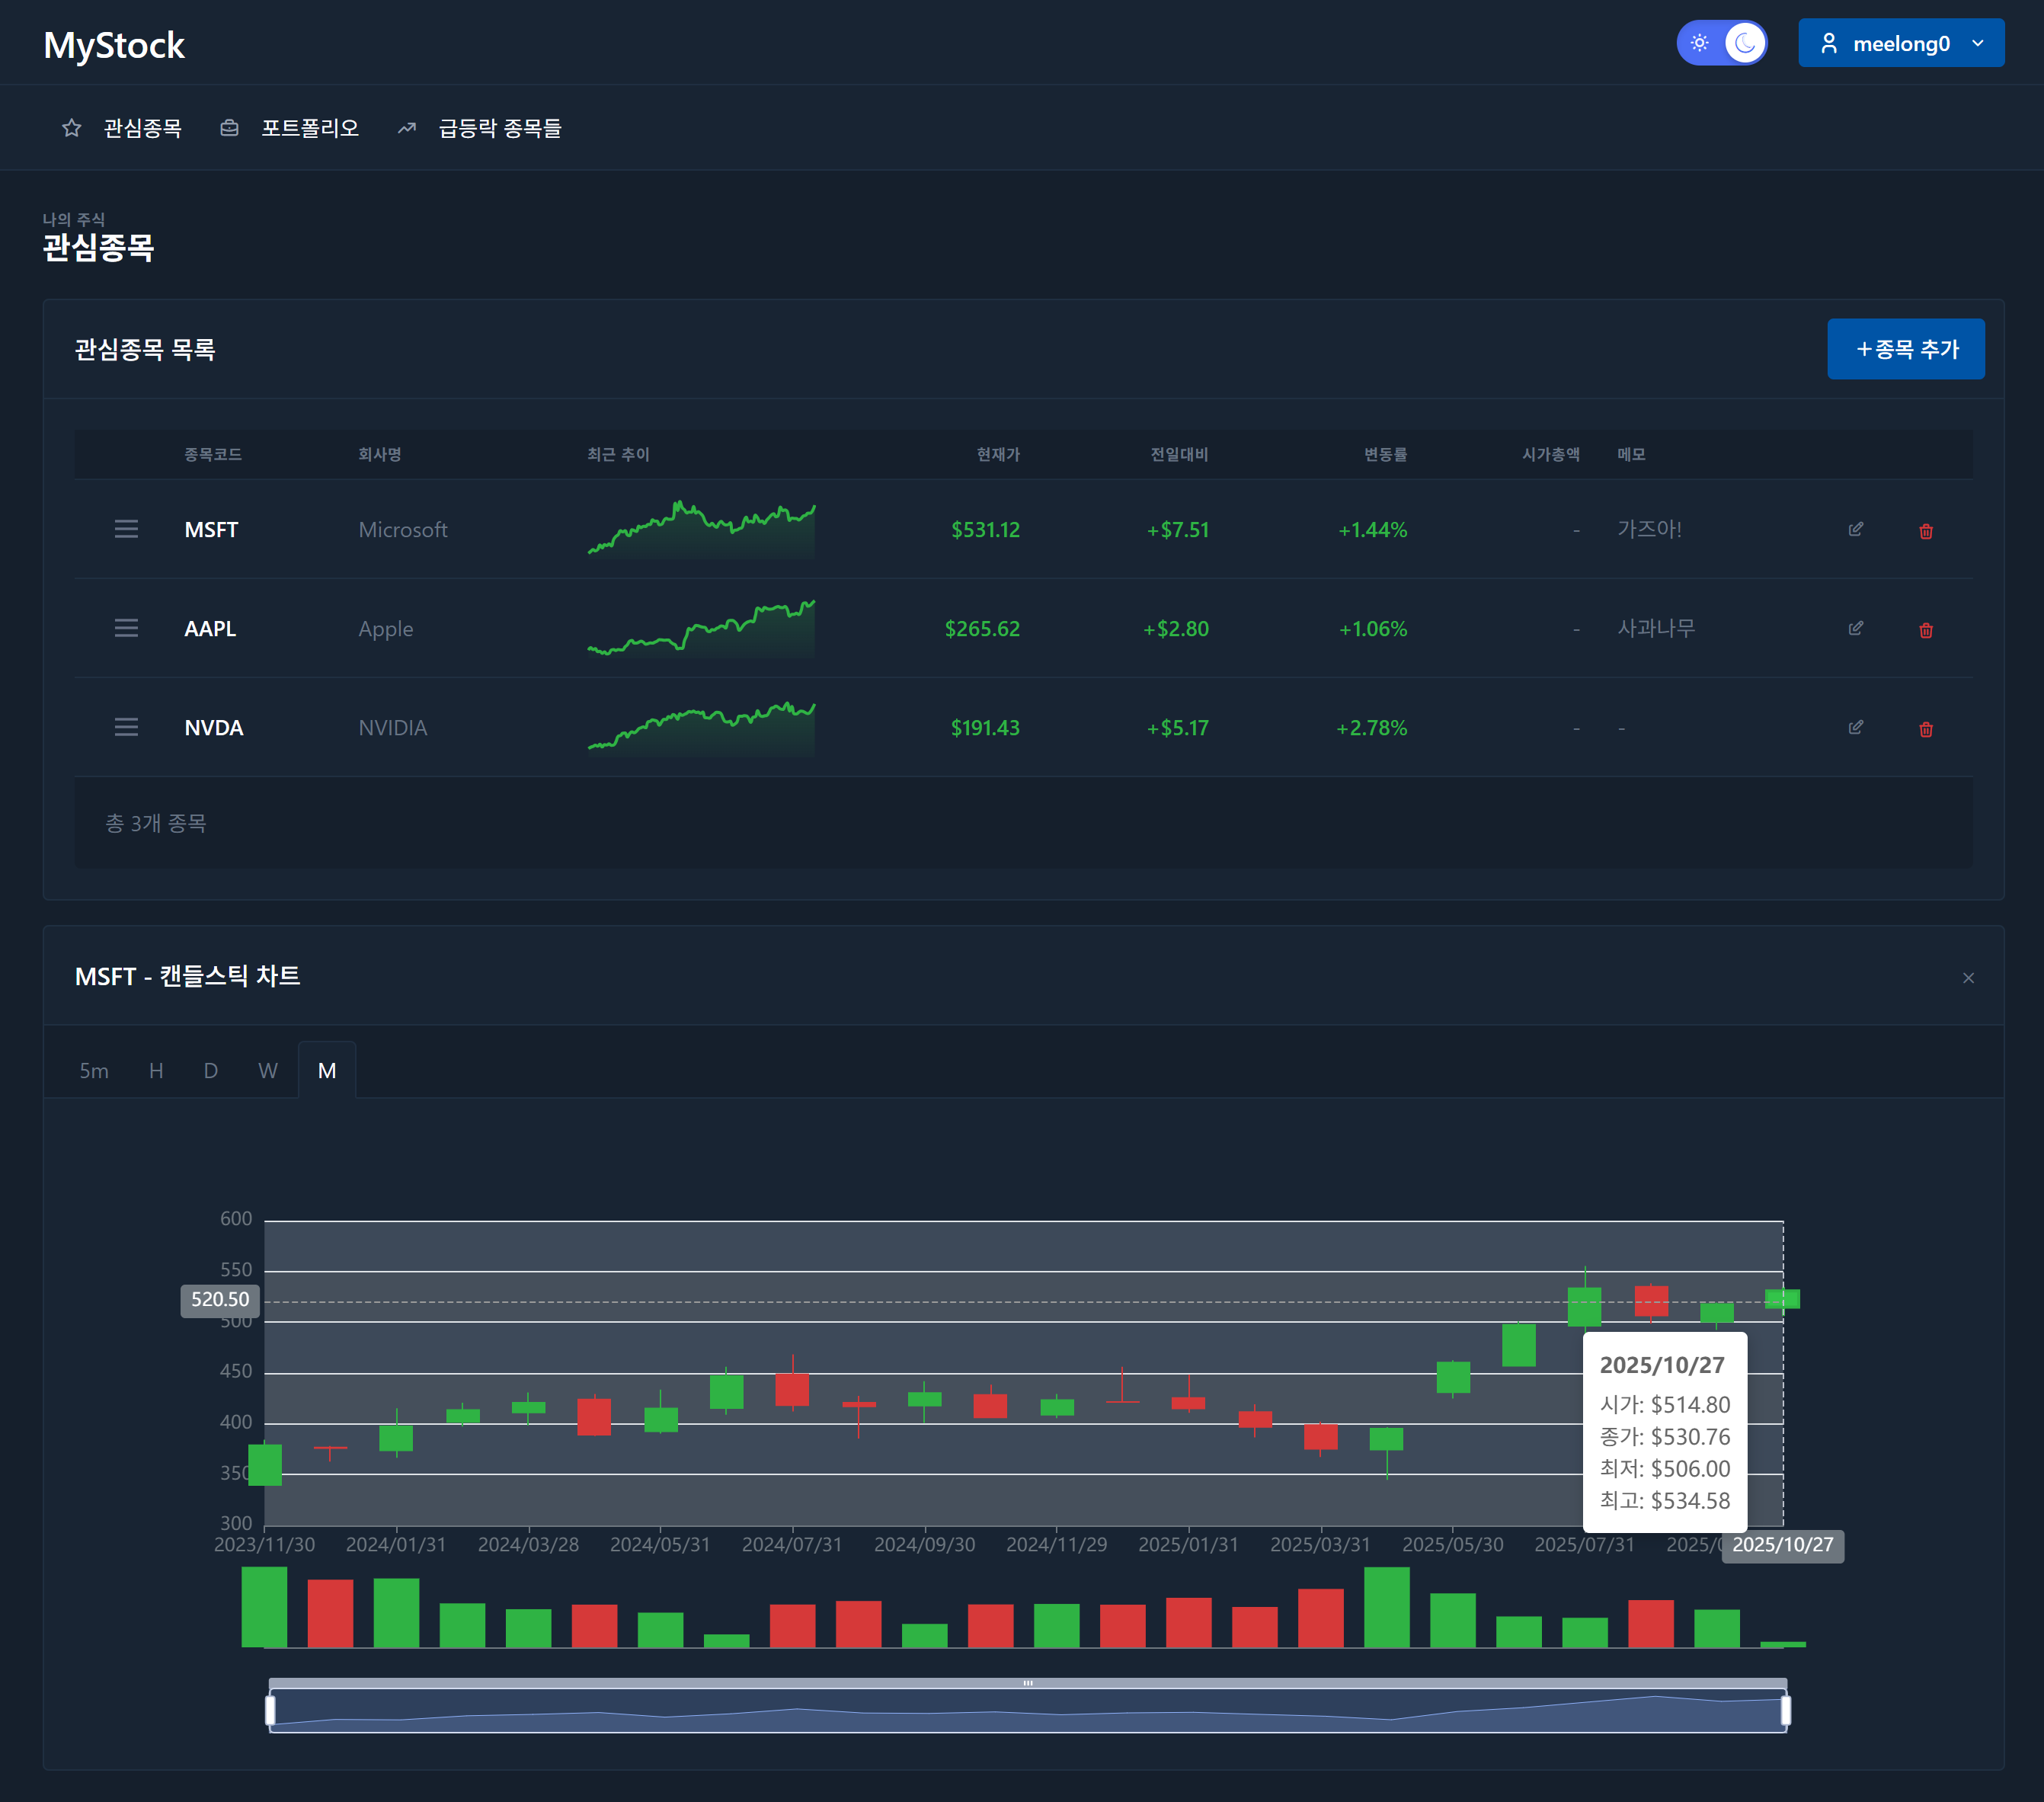 MyStock
meelong0
관심종목 포트폴리오 급등락 종목들
나의 주식
관심종목
관심종목 목록
+종목 추가
종목코드 회사명 최근 추이 현재가 전일대비 변동률 시가총액 메모
MSFT Microsoft $531.12 +$7.51 +1.44% - 가즈아!
AAPL Apple $265.62 +$2.80 +1.06% - 사과나무
NVDA NVIDIA $191.43 +$5.17 +2.78% - -
총 3개 종목
MSFT - 캔들스틱 차트
5m H D W M
600
550
520.50
500
450
400
350
300
2025/10/27
시가: $514.80
종가: $530.76
최저: $506.00
최고: $534.58
2023/11/30 2024/01/31 2024/03/28 2024/05/31 2024/07/31 2024/09/30 2024/11/29 2025/01/31 2025/03/31 2025/05/30 2025/07/31 2025/10/27